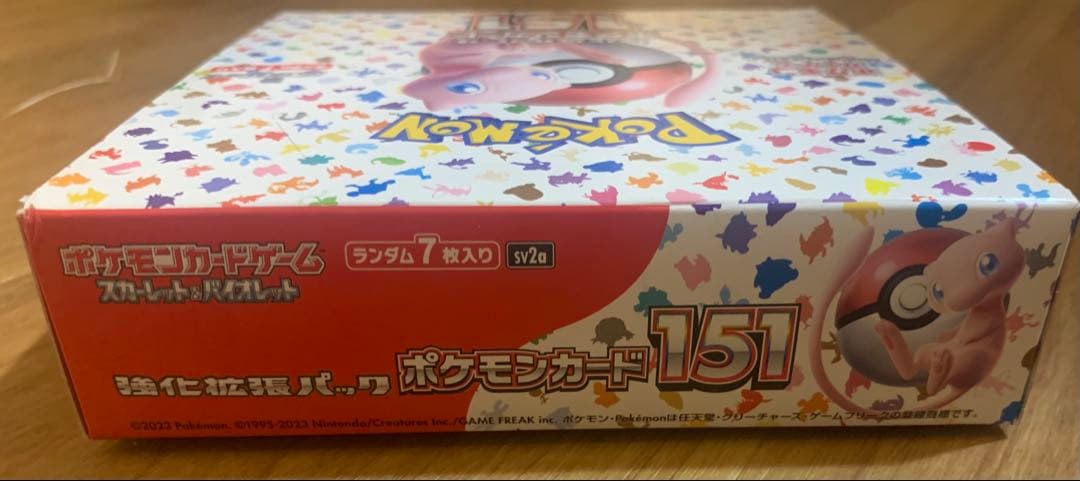 POKéMON
ポケモンカードゲーム
スカーレット&バイオレット
ランダム7枚入り
sv2a
強化拡張パック
ポケモンカード151
©2023 Pokémon. ©1995-2023 Nintendo/Creatures Inc./GAME FREAK inc. ポケモン・Pokémonは任天堂・クリーチャーズ・ゲームフリークの登録商標です。